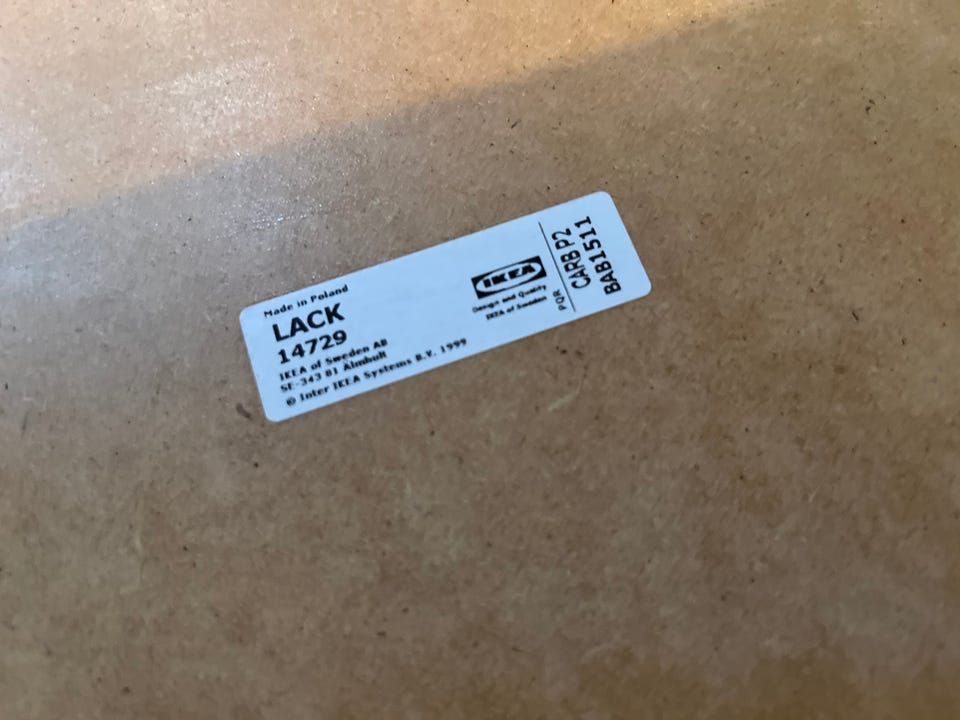 Made in Poland
LACK
14729
IKEA of Sweden AB
SE-343 81 Älmhult
© Inter IKEA Systems B.V. 1999
IKEA
Design and Quality
IKEA of Sweden
PQR
CARB P2
BAB1511